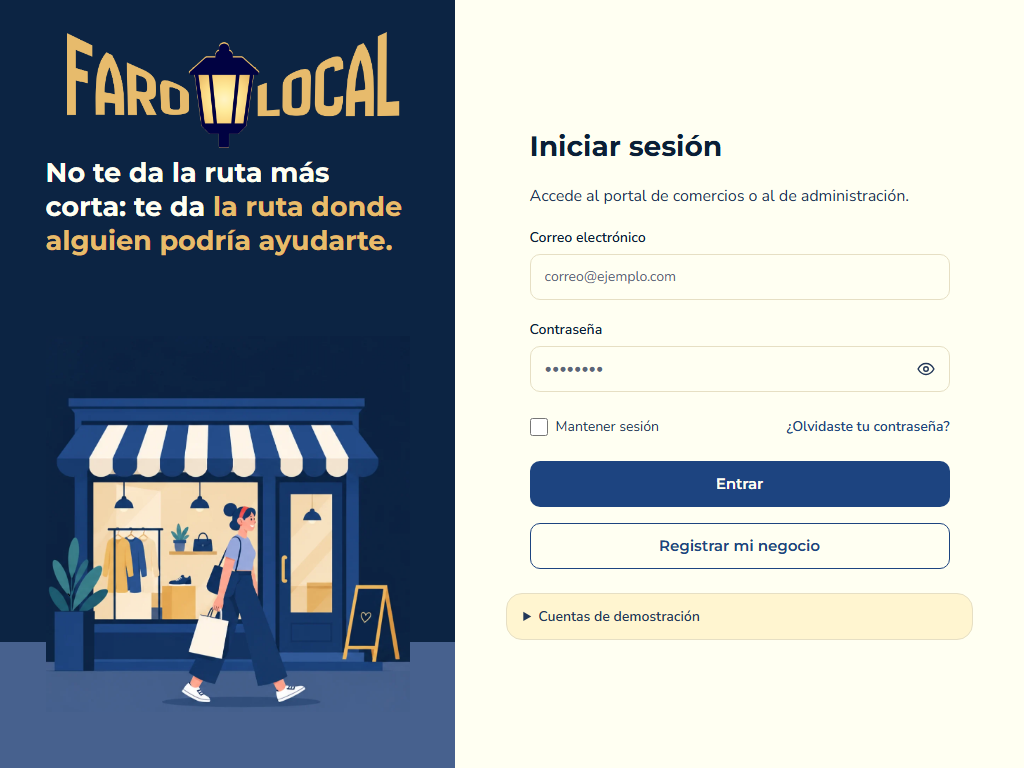 FARO LOCAL
No te da la ruta más
corta: te da la ruta donde
alguien podría ayudarte.
Iniciar sesión
Accede al portal de comercios o al de administración.
Correo electrónico
correo@ejemplo.com
Contraseña
••••••••
Mantener sesión
¿Olvidaste tu contraseña?
Entrar
Registrar mi negocio
Cuentas de demostración